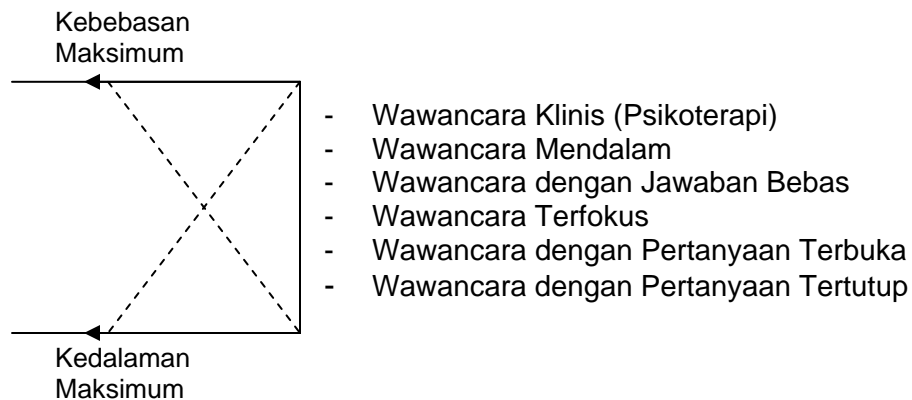 Kebebasan
Maksimum
- Wawancara Klinis (Psikoterapi)
- Wawancara Mendalam
- Wawancara dengan Jawaban Bebas
- Wawancara Terfokus
- Wawancara dengan Pertanyaan Terbuka
- Wawancara dengan Pertanyaan Tertutup
Kedalaman
Maksimum